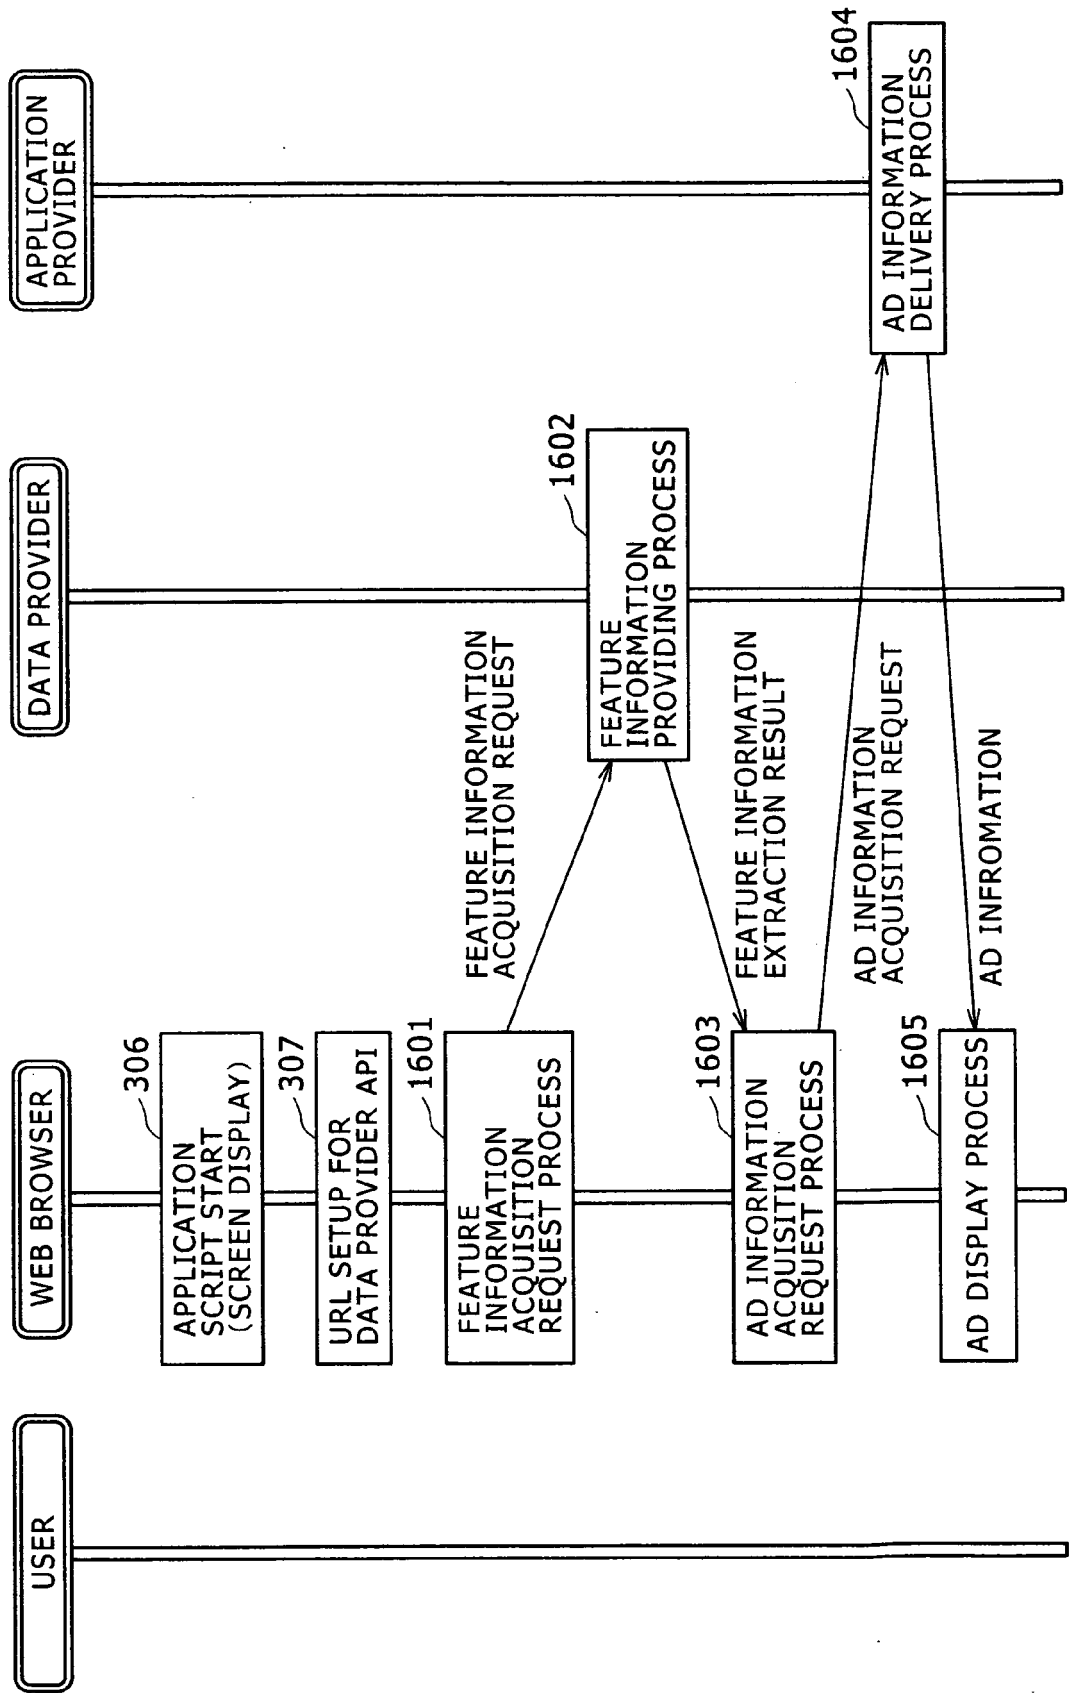 USER
WEB BROWSER
DATA PROVIDER
APPLICATION
PROVIDER
306
APPLICATION
SCRIPT START
(SCREEN DISPLAY)
307
URL SETUP FOR
DATA PROVIDER API
1601
FEATURE
INFORMATION
ACQUISITION
REQUEST PROCESS
FEATURE INFORMATION
ACQUISITION REQUEST
1602
FEATURE
INFORMATION
PROVIDING PROCESS
FEATURE INFORMATION
EXTRACTION RESULT
1603
AD INFORMATION
ACQUISITION
REQUEST PROCESS
AD INFORMATION
ACQUISITION REQUEST
1604
AD INFORMATION
DELIVERY PROCESS
AD INFROMATION
1605
AD DISPLAY PROCESS